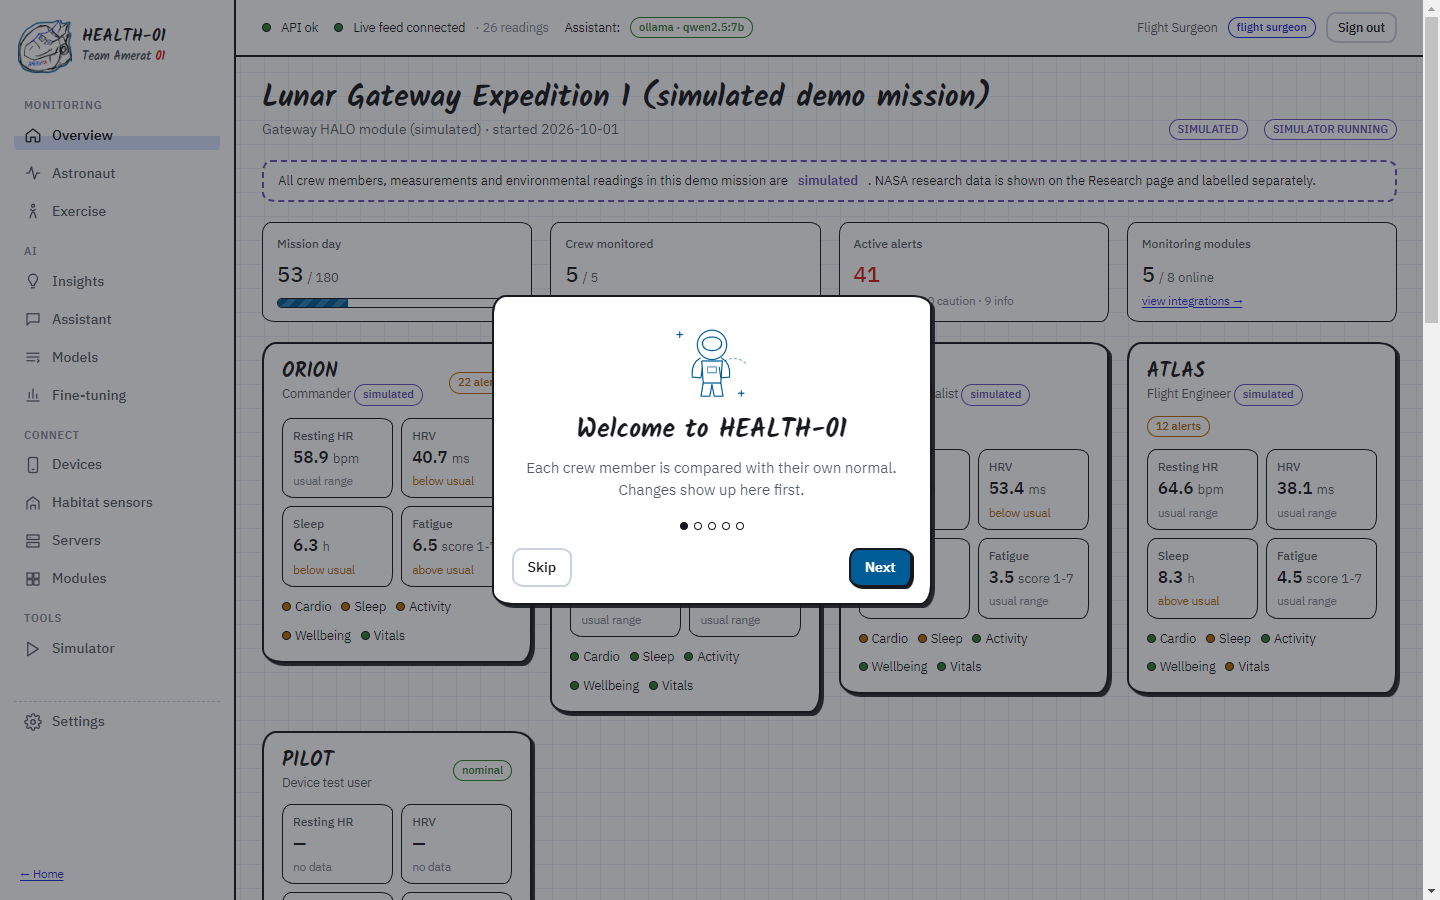 HEALTH-01
Team Amerat 01
MONITORING
Overview
Astronaut
Exercise
AI
Insights
Assistant
Models
Fine-tuning
CONNECT
Devices
Habitat sensors
Servers
Modules
TOOLS
Simulator
Settings
← Home
API ok Live feed connected · 26 readings Assistant: ollama · qwen2.5:7b
Flight Surgeon flight surgeon Sign out
Lunar Gateway Expedition 1 (simulated demo mission)
Gateway HALO module (simulated) · started 2026-10-01
SIMULATED SIMULATOR RUNNING
All crew members, measurements and environmental readings in this demo mission are simulated . NASA research data is shown on the Research page and labelled separately.
Mission day
53 / 180
Crew monitored
5 / 5
Active alerts
41
caution · 9 info
Monitoring modules
5 / 8 online
view integrations →
Welcome to HEALTH-01
Each crew member is compared with their own normal.
Changes show up here first.
Skip
Next
ORION
Commander simulated
22
Resting HR
58.9 bpm
usual range
HRV
40.7 ms
below usual
Sleep
6.3 h
below usual
Fatigue
6.5 score
above usual
Cardio Sleep Activity
Wellbeing Vitals
usual range
usual range
Cardio Sleep Activity
Wellbeing Vitals
simulated
HRV
53.4 ms
below usual
Fatigue
3.5 score 1-7
usual range
Cardio Sleep Activity
Wellbeing Vitals
ATLAS
Flight Engineer simulated
12 alerts
Resting HR
64.6 bpm
usual range
HRV
38.1 ms
usual range
Sleep
8.3 h
above usual
Fatigue
4.5 score 1-7
usual range
Cardio Sleep Activity
Wellbeing Vitals
PILOT
Device test user
nominal
Resting HR
—
no data
HRV
—
no data